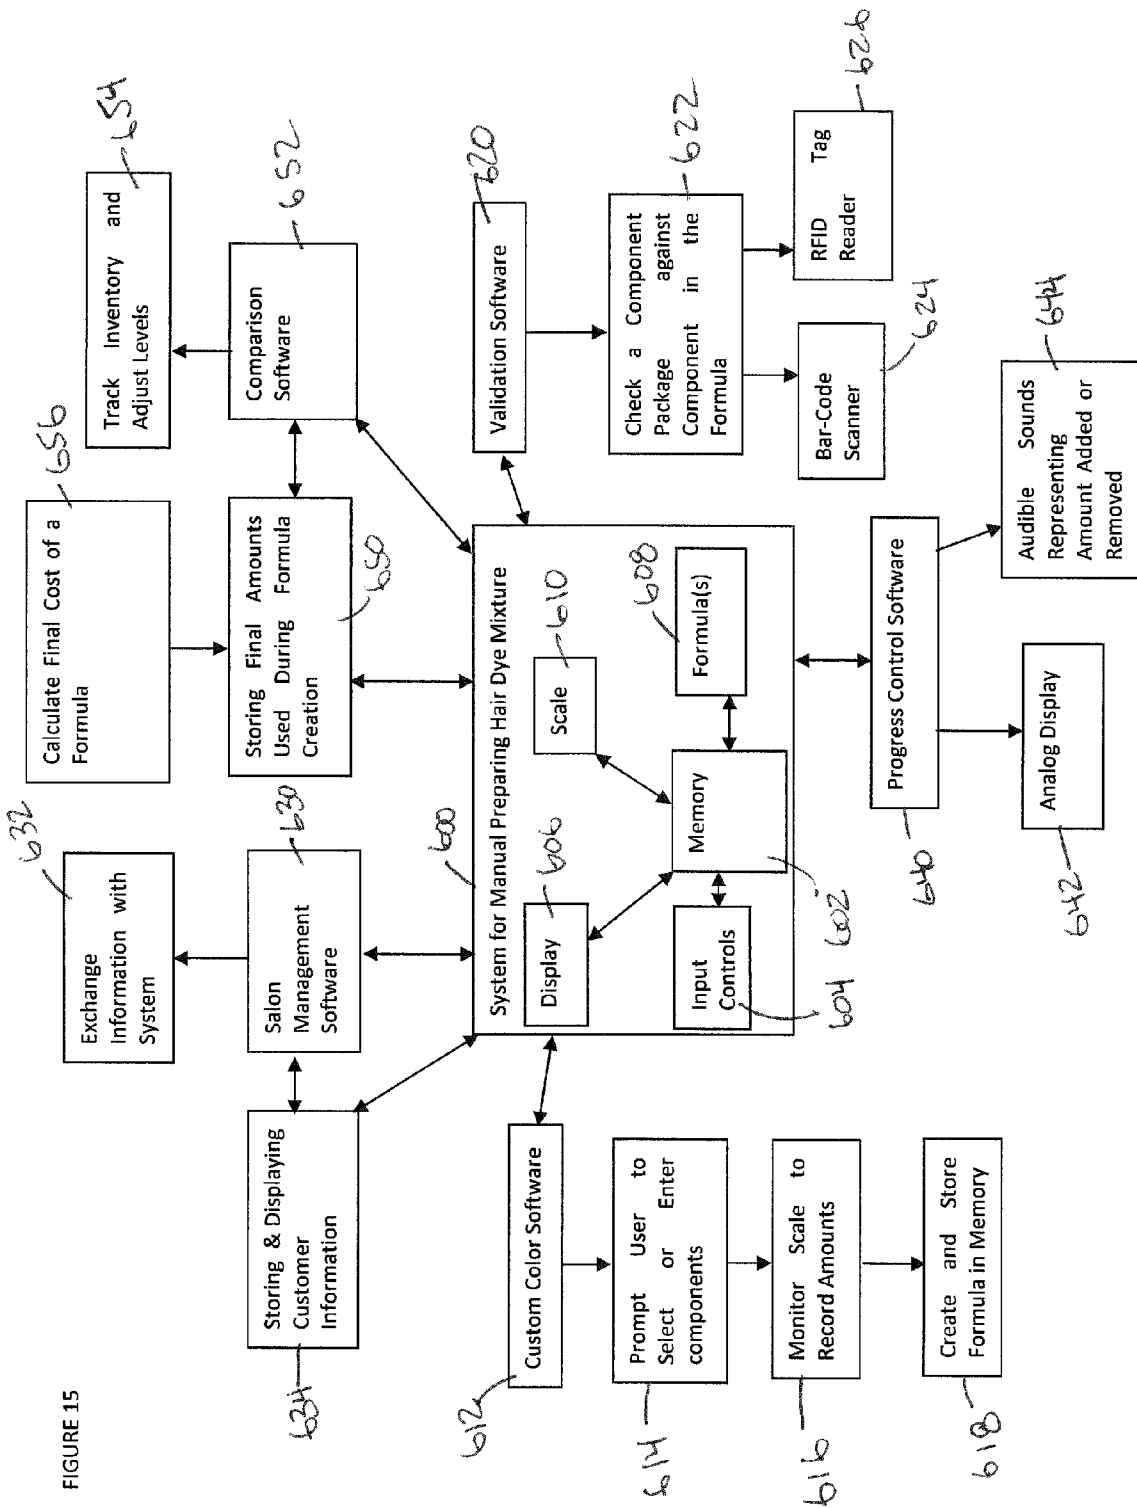 FIGURE 15
632
Exchange
Information with
System
656
Calculate Final Cost of a
Formula
654
Track Inventory and
Adjust Levels
634
Storing & Displaying
Customer
Information
630
Salon
Management
Software
650
Storing Final Amounts
Used During Formula
Creation
652
Comparison
Software
612
Custom Color Software
614
Prompt User to
Select or Enter
components
616
Monitor Scale to
Record Amounts
618
Create and Store
Formula in Memory
600
System for Manual Preparing Hair Dye Mixture
Display
606
Scale
610
Input
Controls
604
Memory
602
Formula(s)
608
620
Validation Software
622
Check a Component
Package against
Component in the
Formula
Bar-Code
Scanner
624
RFID Tag
Reader
626
640
Progress Control Software
642
Analog Display
644
Audible Sounds
Representing
Amount Added or
Removed